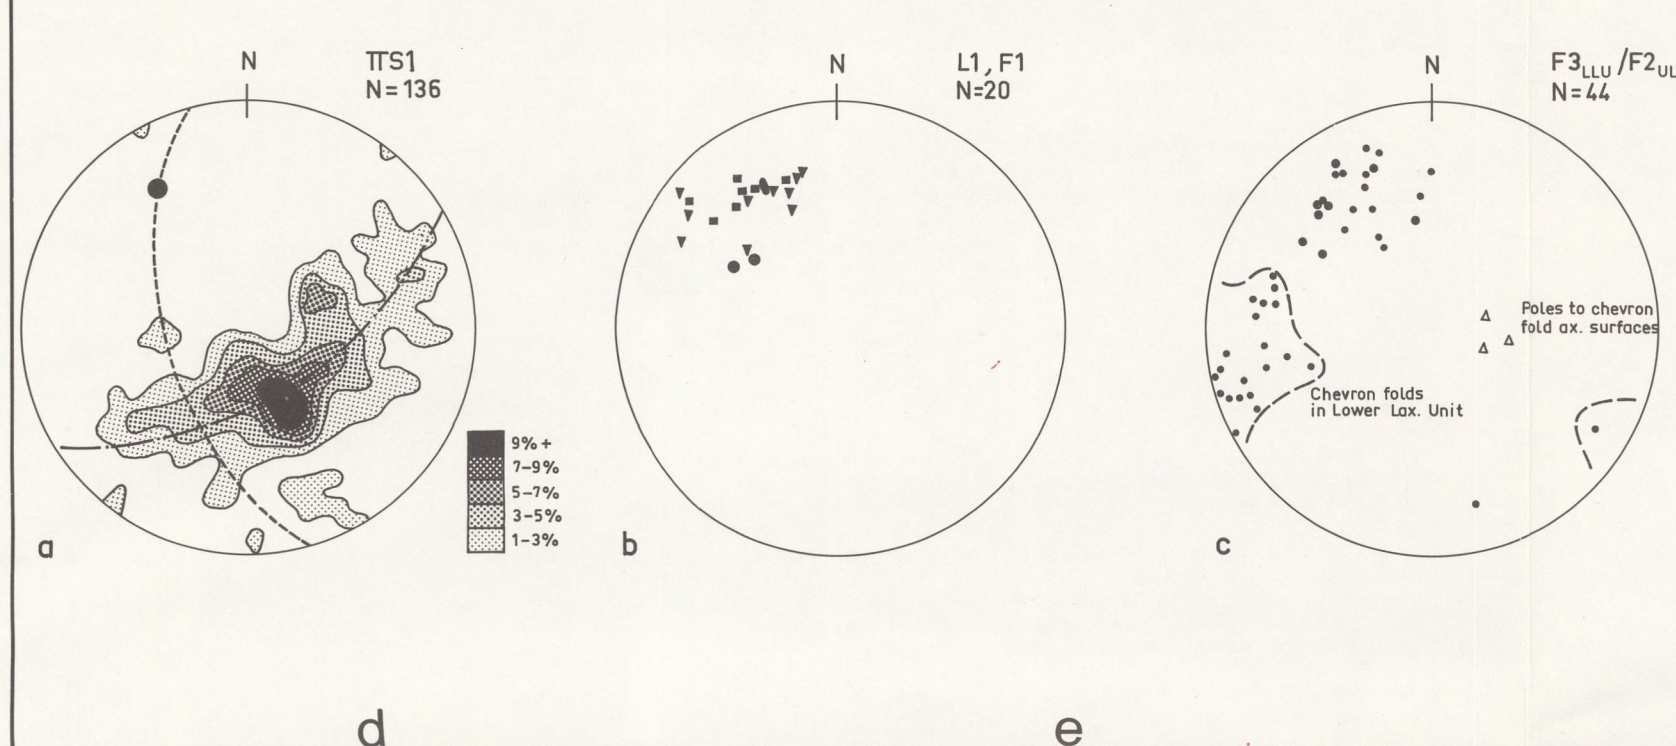 N
πS1
N=136
9%+
7-9%
5-7%
3-5%
1-3%
a
N
L1, F1
N=20
b
N
F3LLU/F2UL
N=44
Poles to chevron
fold ax. surfaces
Chevron folds
in Lower Lax. Unit
c
d
e